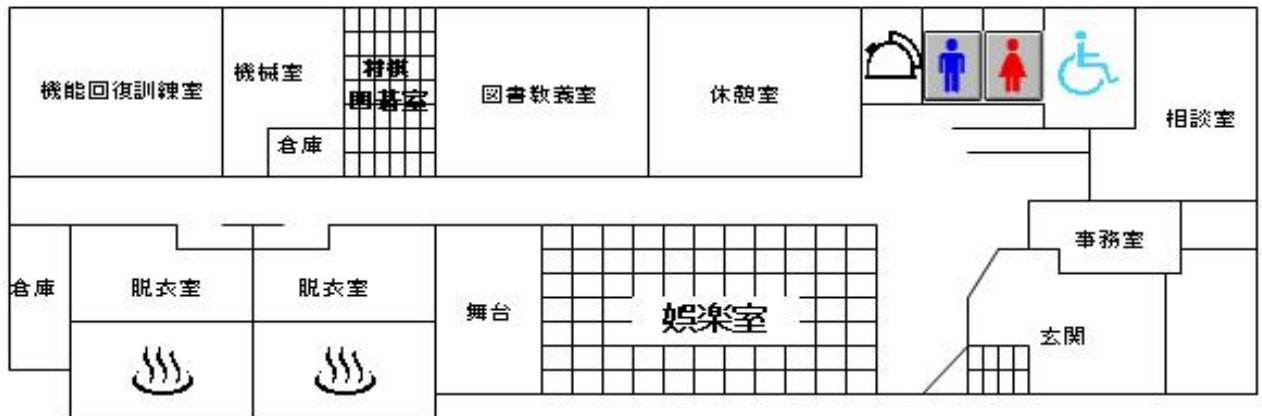 機能回復訓練室
機械室
将棋
囲碁室
倉庫
図書教養室
休憩室
相談室
事務室
倉庫
脱衣室
脱衣室
舞台
娯楽室
玄関